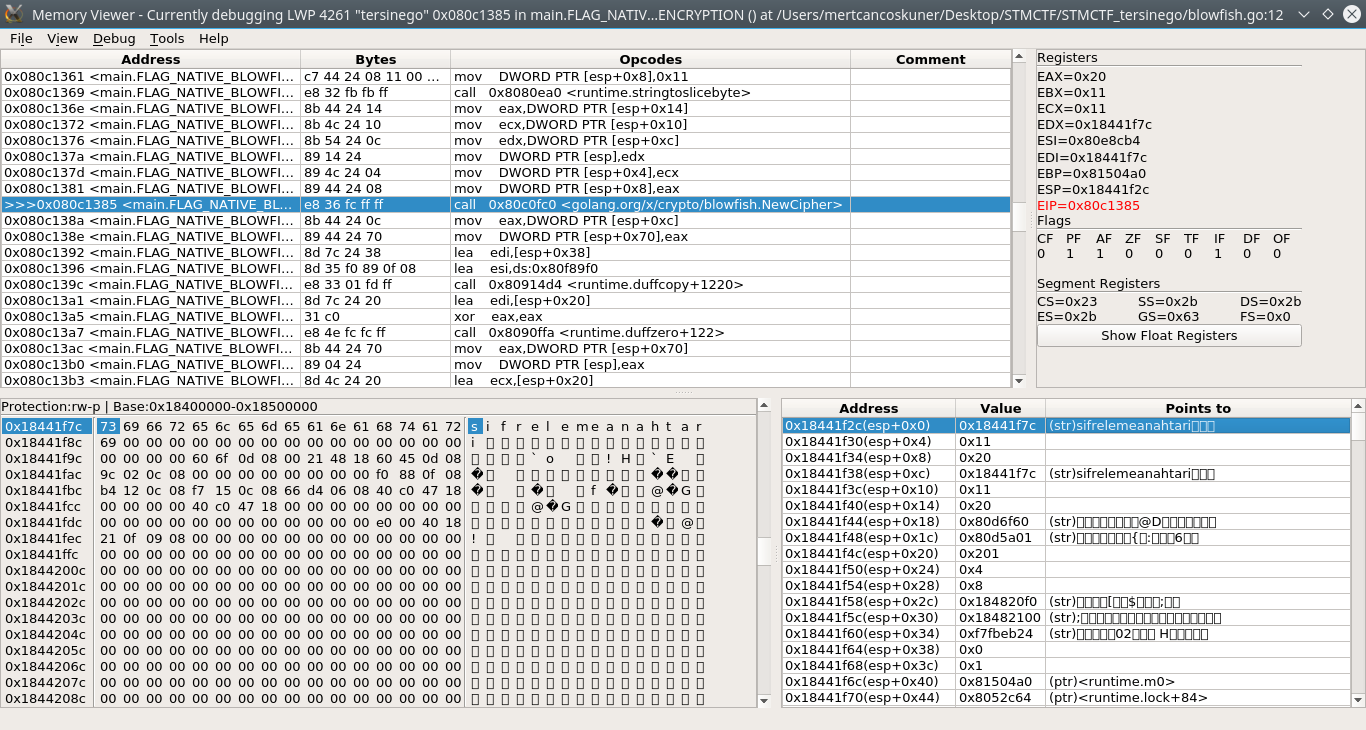 Memory Viewer - Currently debugging LWP 4261 "tersinego" 0x080c1385 in main.FLAG_NATIV...ENCRYPTION () at /Users/mertcancoskuner/Desktop/STMCTF/STMCTF_tersinego/blowfish.go:12
File View Debug Tools Help
Address Bytes Opcodes Comment
0x080c1361 <main.FLAG_NATIVE_BLOWFI... c7 44 24 08 11 00 ... mov DWORD PTR [esp+0x8],0x11
0x080c1369 <main.FLAG_NATIVE_BLOWFI... e8 32 fb fb ff call 0x8080ea0 <runtime.stringtoslicebyte>
0x080c136e <main.FLAG_NATIVE_BLOWFI... 8b 44 24 14 mov eax,DWORD PTR [esp+0x14]
0x080c1372 <main.FLAG_NATIVE_BLOWFI... 8b 4c 24 10 mov ecx,DWORD PTR [esp+0x10]
0x080c1376 <main.FLAG_NATIVE_BLOWFI... 8b 54 24 0c mov edx,DWORD PTR [esp+0xc]
0x080c137a <main.FLAG_NATIVE_BLOWFI... 89 14 24 mov DWORD PTR [esp],edx
0x080c137d <main.FLAG_NATIVE_BLOWFI... 89 4c 24 04 mov DWORD PTR [esp+0x4],ecx
0x080c1381 <main.FLAG_NATIVE_BLOWFI... 89 44 24 08 mov DWORD PTR [esp+0x8],eax
>>>0x080c1385 <main.FLAG_NATIVE_BL... e8 36 fc ff ff call 0x80c0fc0 <golang.org/x/crypto/blowfish.NewCipher>
0x080c138a <main.FLAG_NATIVE_BLOWFI... 8b 44 24 0c mov eax,DWORD PTR [esp+0xc]
0x080c138e <main.FLAG_NATIVE_BLOWFI... 89 44 24 70 mov DWORD PTR [esp+0x70],eax
0x080c1392 <main.FLAG_NATIVE_BLOWFI... 8d 7c 24 38 lea edi,[esp+0x38]
0x080c1396 <main.FLAG_NATIVE_BLOWFI... 8d 35 f0 89 0f 08 lea esi,ds:0x80f89f0
0x080c139c <main.FLAG_NATIVE_BLOWFI... e8 33 01 fd ff call 0x80914d4 <runtime.duffcopy+1220>
0x080c13a1 <main.FLAG_NATIVE_BLOWFI... 8d 7c 24 20 lea edi,[esp+0x20]
0x080c13a5 <main.FLAG_NATIVE_BLOWFI... 31 c0 xor eax,eax
0x080c13a7 <main.FLAG_NATIVE_BLOWFI... e8 4e fc fc ff call 0x8090ffa <runtime.duffzero+122>
0x080c13ac <main.FLAG_NATIVE_BLOWFI... 8b 44 24 70 mov eax,DWORD PTR [esp+0x70]
0x080c13b0 <main.FLAG_NATIVE_BLOWFI... 89 04 24 mov DWORD PTR [esp],eax
0x080c13b3 <main.FLAG_NATIVE_BLOWFI... 8d 4c 24 20 lea ecx,[esp+0x20]
Registers
EAX=0x20
EBX=0x11
ECX=0x11
EDX=0x18441f7c
ESI=0x80e8cb4
EDI=0x18441f7c
EBP=0x81504a0
ESP=0x18441f2c
EIP=0x80c1385
Flags
CF PF AF ZF SF TF IF DF OF
0 1 1 0 0 0 1 0 0
Segment Registers
CS=0x23 SS=0x2b DS=0x2b
ES=0x2b GS=0x63 FS=0x0
Show Float Registers
Protection:rw-p | Base:0x18400000-0x18500000
0x18441f7c 73 69 66 72 65 6c 65 6d 65 61 6e 61 68 74 61 72 s i f r e l e m e a n a h t a r
0x18441f8c 69 00 00 00 00 00 00 00 00 00 00 00 00 00 00 00 i
0x18441f9c 00 00 00 00 60 6f 0d 08 00 21 48 18 60 45 0d 08 ` o ! H ` E
0x18441fac 9c 02 0c 08 00 00 00 00 00 00 00 00 f0 88 0f 08
0x18441fbc b4 12 0c 08 f7 15 0c 08 66 d4 06 08 40 c0 47 18 f @ G
0x18441fcc 00 00 00 00 40 c0 47 18 00 00 00 00 00 00 00 00 @ G
0x18441fdc 00 00 00 00 00 00 00 00 00 00 00 00 e0 00 40 18 @
0x18441fec 21 0f 09 08 00 00 00 00 00 00 00 00 00 00 00 00 !
0x18441ffc 00 00 00 00 00 00 00 00 00 00 00 00 00 00 00 00
0x1844200c 00 00 00 00 00 00 00 00 00 00 00 00 00 00 00 00
0x1844201c 00 00 00 00 00 00 00 00 00 00 00 00 00 00 00 00
0x1844202c 00 00 00 00 00 00 00 00 00 00 00 00 00 00 00 00
0x1844203c 00 00 00 00 00 00 00 00 00 00 00 00 00 00 00 00
0x1844204c 00 00 00 00 00 00 00 00 00 00 00 00 00 00 00 00
0x1844205c 00 00 00 00 00 00 00 00 00 00 00 00 00 00 00 00
0x1844206c 00 00 00 00 00 00 00 00 00 00 00 00 00 00 00 00
0x1844207c 00 00 00 00 00 00 00 00 00 00 00 00 00 00 00 00
0x1844208c 00 00 00 00 00 00 00 00 00 00 00 00 00 00 00 00
Address Value Points to
0x18441f2c(esp+0x0) 0x18441f7c (str)sifrelemeanahtari
0x18441f30(esp+0x4) 0x11
0x18441f34(esp+0x8) 0x20
0x18441f38(esp+0xc) 0x18441f7c (str)sifrelemeanahtari
0x18441f3c(esp+0x10) 0x11
0x18441f40(esp+0x14) 0x20
0x18441f44(esp+0x18) 0x80d6f60 (str)@D
0x18441f48(esp+0x1c) 0x80d5a01 (str){:6
0x18441f4c(esp+0x20) 0x201
0x18441f50(esp+0x24) 0x4
0x18441f54(esp+0x28) 0x8
0x18441f58(esp+0x2c) 0x184820f0 (str)[$;
0x18441f5c(esp+0x30) 0x18482100 (str);
0x18441f60(esp+0x34) 0xf7fbeb24 (str)02 H
0x18441f64(esp+0x38) 0x0
0x18441f68(esp+0x3c) 0x1
0x18441f6c(esp+0x40) 0x81504a0 (ptr)<runtime.m0>
0x18441f70(esp+0x44) 0x8052c64 (ptr)<runtime.lock+84>